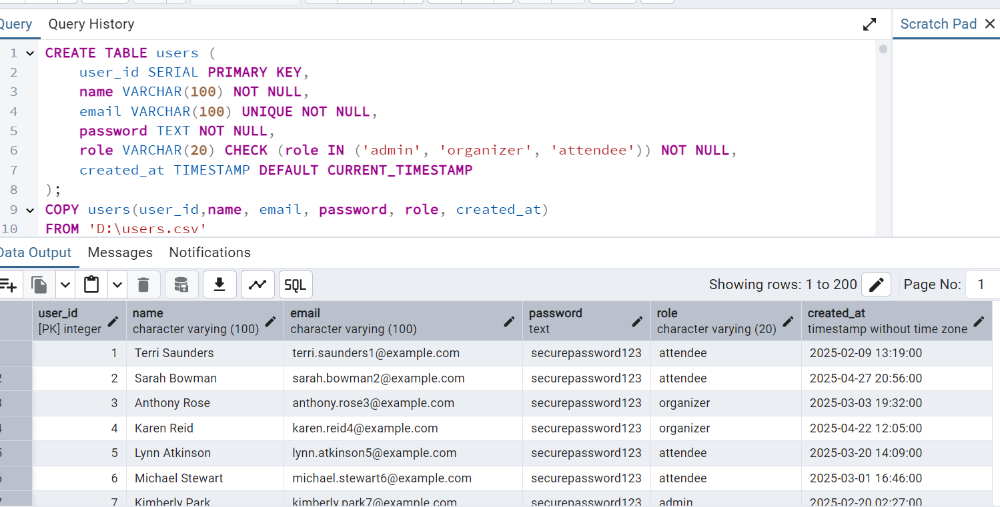 Query Query History Scratch Pad
1 CREATE TABLE users (
2 user_id SERIAL PRIMARY KEY,
3 name VARCHAR(100) NOT NULL,
4 email VARCHAR(100) UNIQUE NOT NULL,
5 password TEXT NOT NULL,
6 role VARCHAR(20) CHECK (role IN ('admin', 'organizer', 'attendee')) NOT NULL,
7 created_at TIMESTAMP DEFAULT CURRENT_TIMESTAMP
8 );
9 COPY users(user_id,name, email, password, role, created_at)
10 FROM 'D:\users.csv'
Data Output Messages Notifications
SQL Showing rows: 1 to 200 Page No: 1
user_id name email password role created_at
[PK] integer character varying (100) character varying (100) text character varying (20) timestamp without time zone
1 Terri Saunders terri.saunders1@example.com securepassword123 attendee 2025-02-09 13:19:00
2 2 Sarah Bowman sarah.bowman2@example.com securepassword123 attendee 2025-04-27 20:56:00
3 3 Anthony Rose anthony.rose3@example.com securepassword123 organizer 2025-03-03 19:32:00
4 4 Karen Reid karen.reid4@example.com securepassword123 organizer 2025-04-22 12:05:00
5 5 Lynn Atkinson lynn.atkinson5@example.com securepassword123 attendee 2025-03-20 14:09:00
6 6 Michael Stewart michael.stewart6@example.com securepassword123 attendee 2025-03-01 16:46:00
7 7 Kimberly Park kimberly.park7@example.com securepassword123 admin 2025-02-20 02:27:00